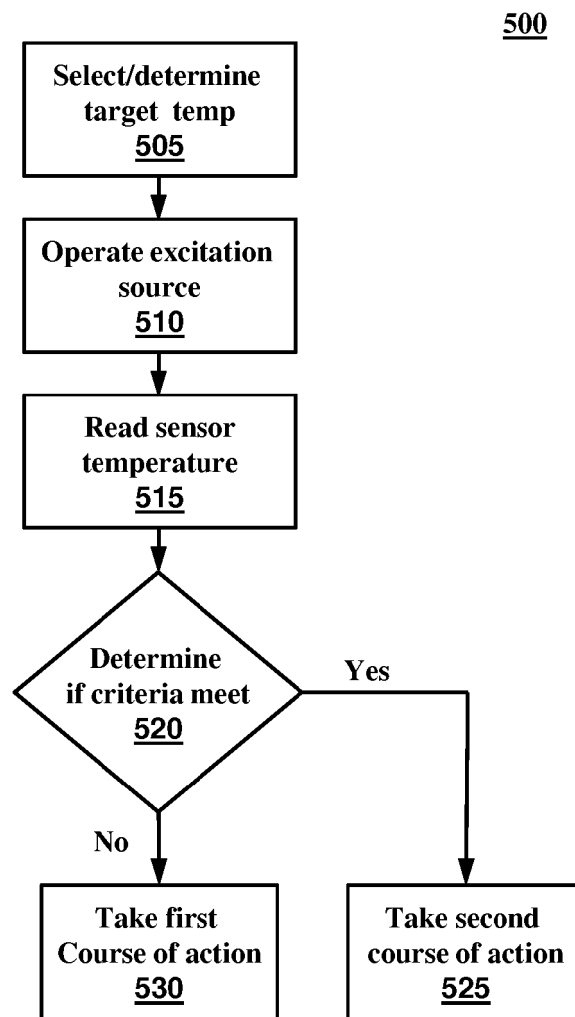 500
Select/determine
target temp
505
Operate excitation
source
510
Read sensor
temperature
515
Determine
if criteria meet
520
Yes
No
Take first
Course of action
530
Take second
course of action
525